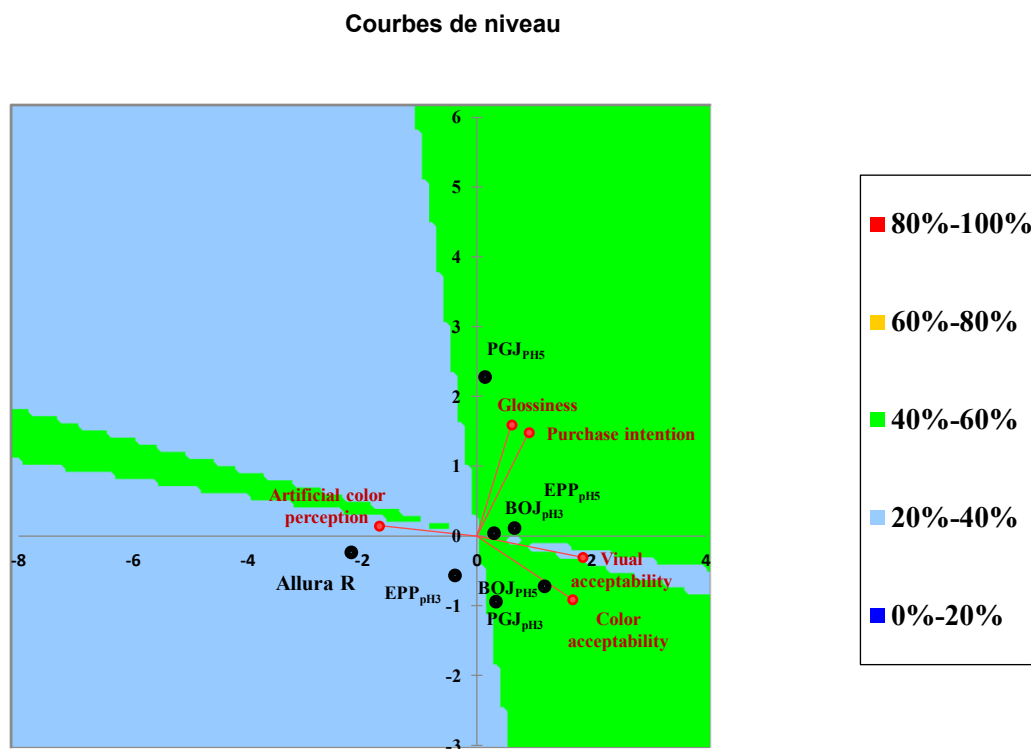 Courbes de niveau
6
5
4
3
PGJPH5
2
Glossiness
Purchase intention
1
EPPpH5
Artificial color
perception
BOJpH3
0
-8
-6
-4
-2
0
2
4
Viual
acceptability
Allura R
EPPpH3
BOJPH5
-1
PGJpH3
Color
acceptability
-2
-3
80%-100%
60%-80%
40%-60%
20%-40%
0%-20%